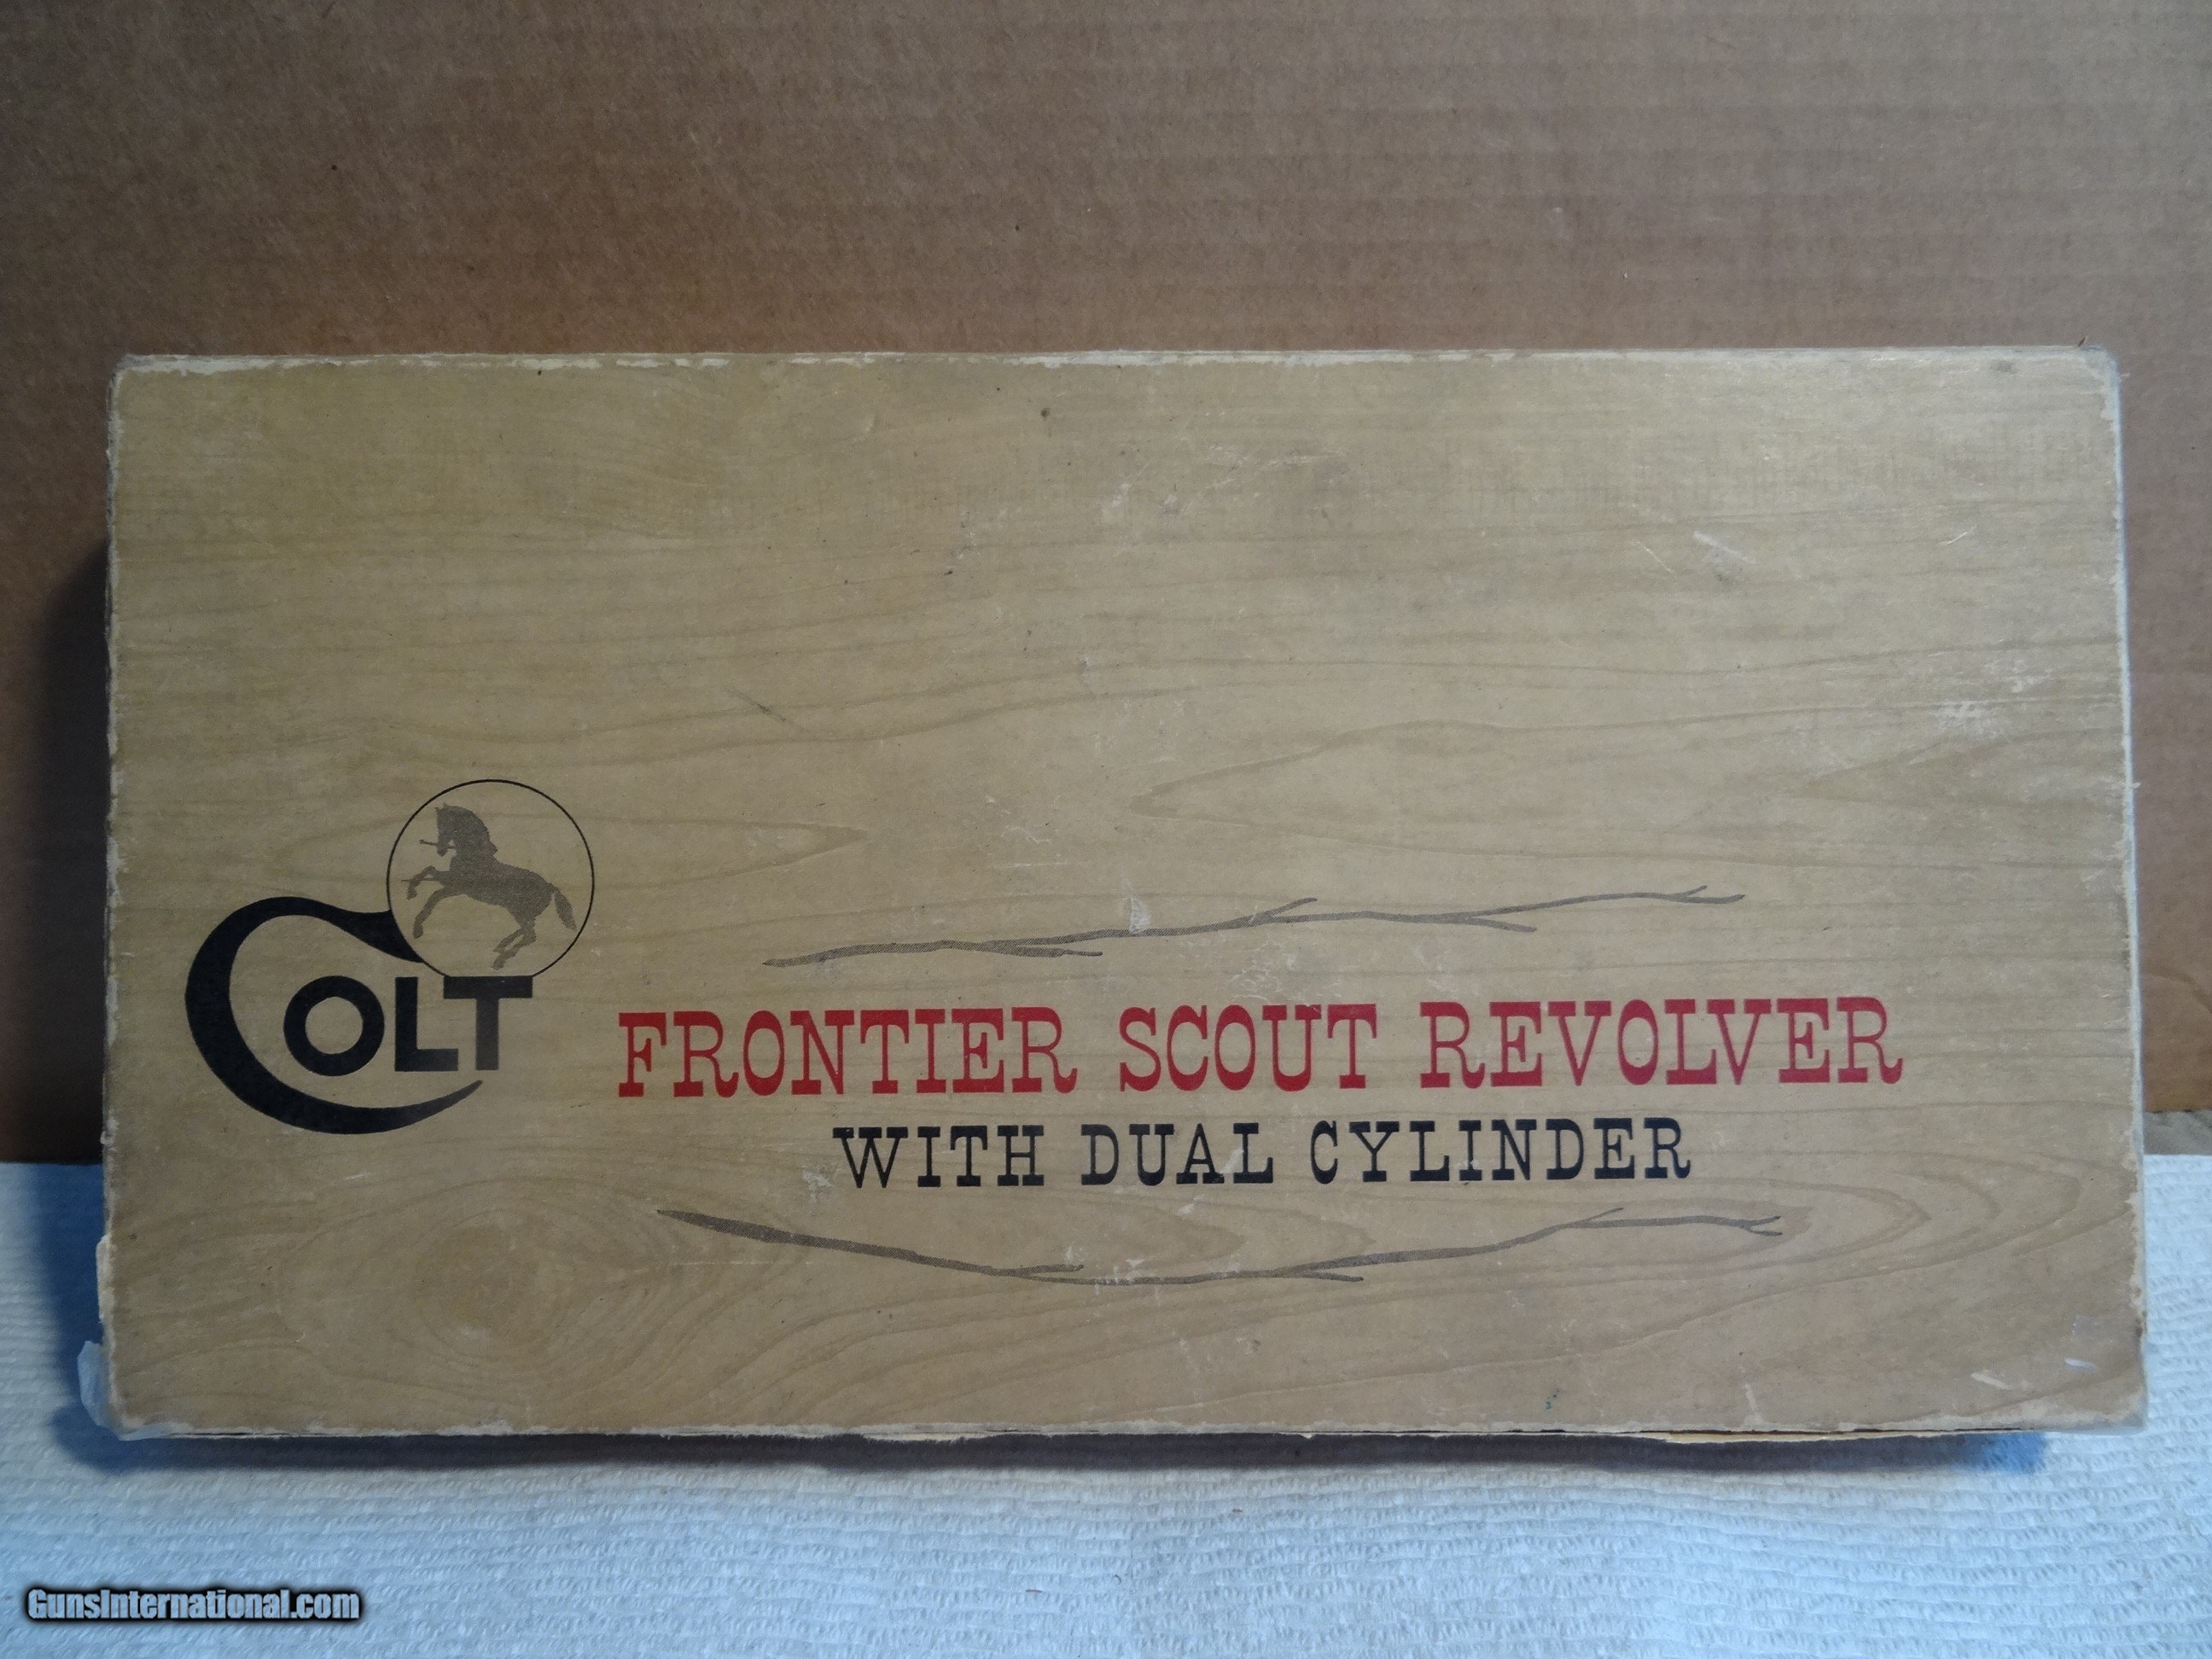 COLT
FRONTIER SCOUT REVOLVER
WITH DUAL CYLINDER
GunsInternational.com